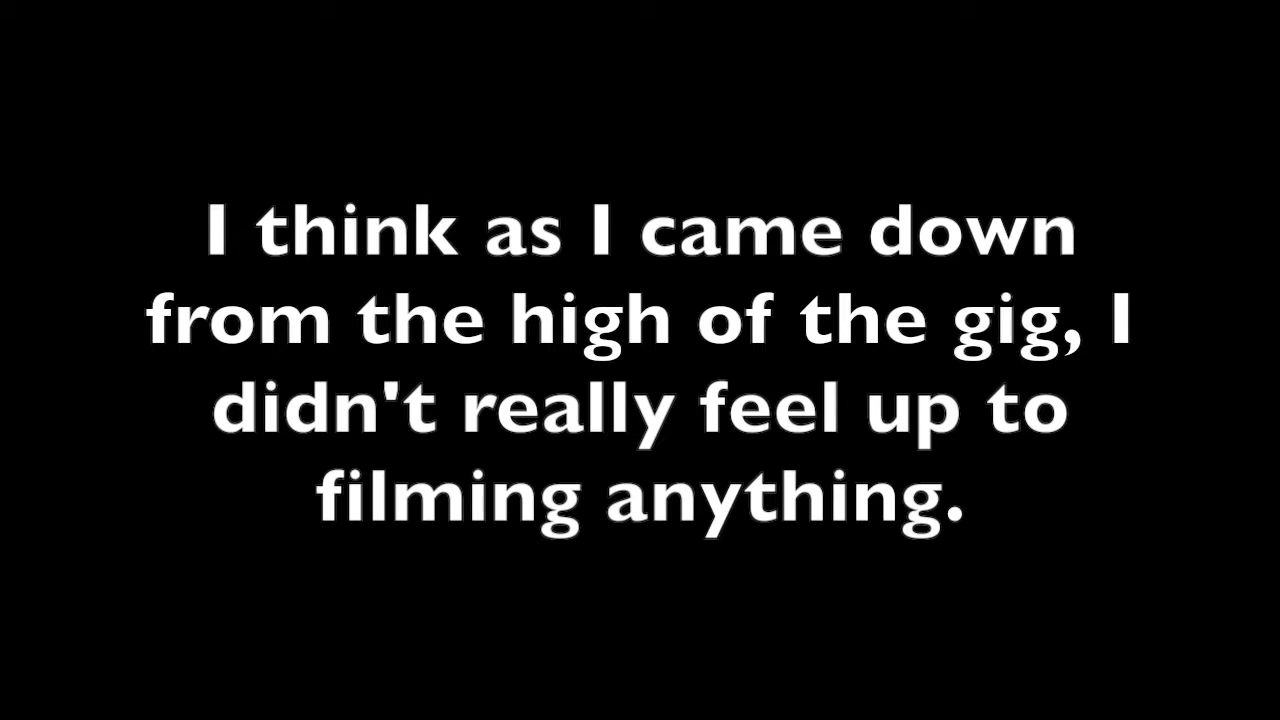 I think as I came down
from the high of the gig, I
didn't really feel up to
filming anything.